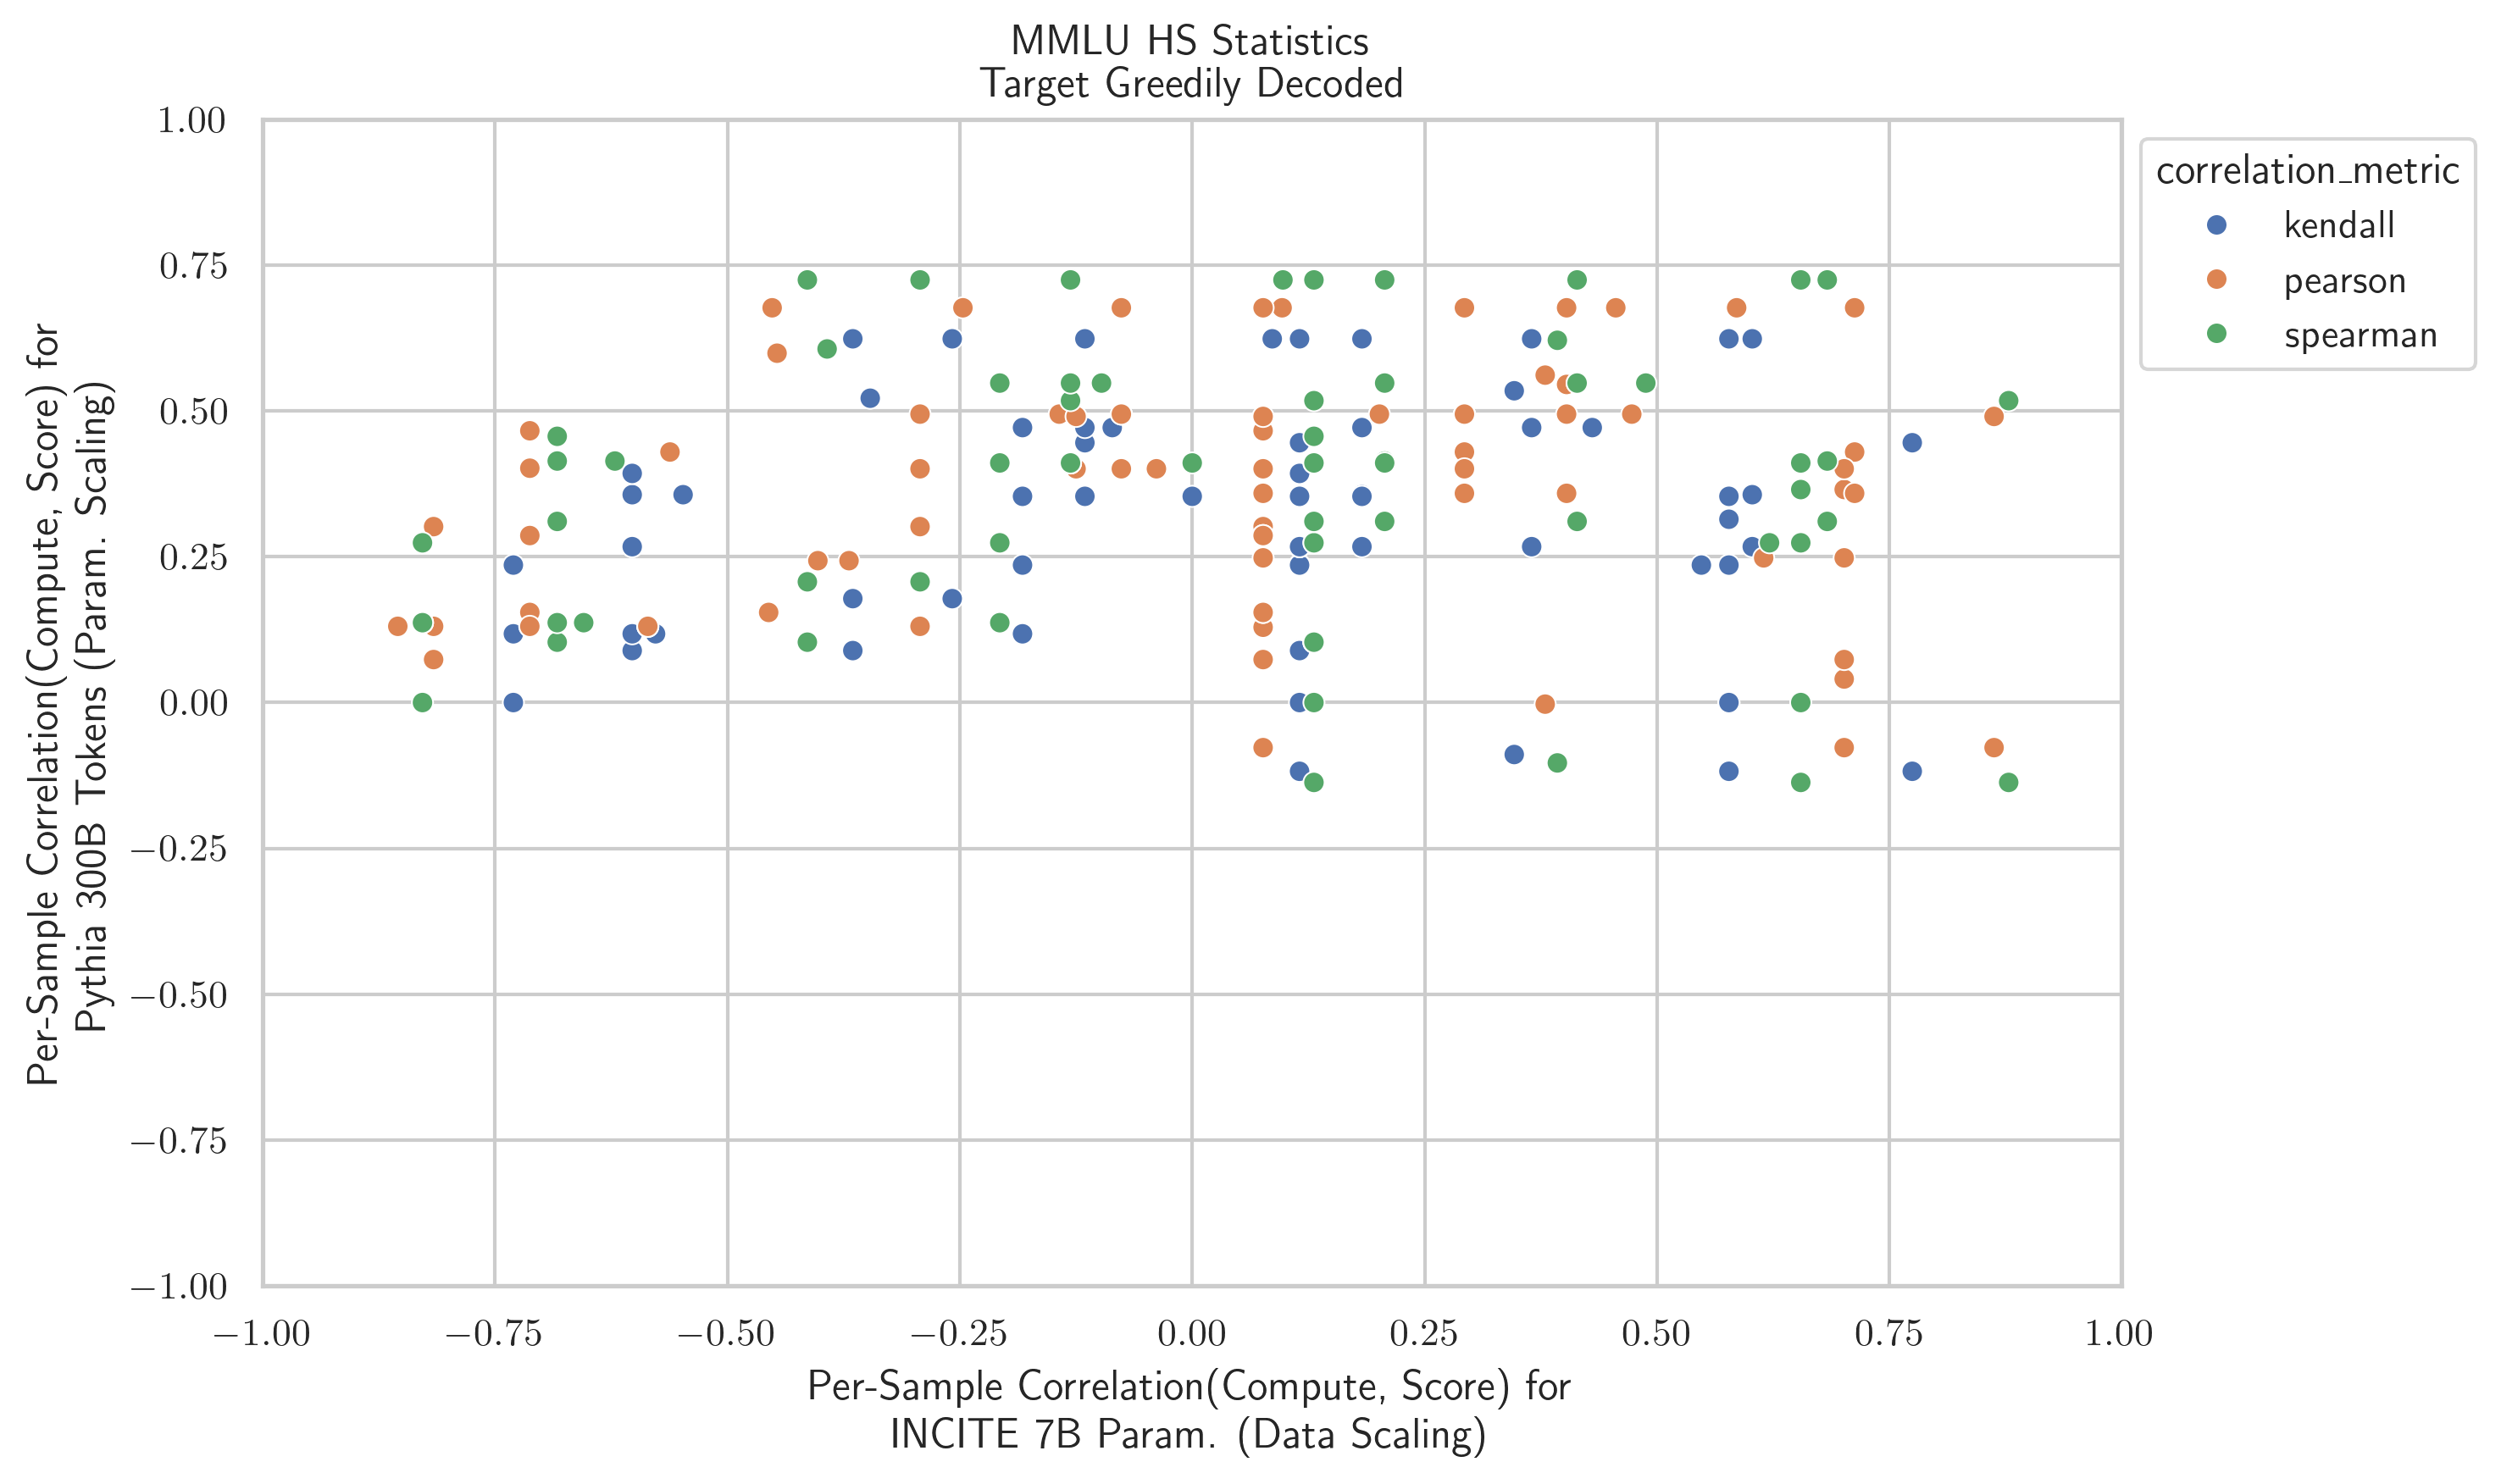 MMLU HS Statistics
Target Greedily Decoded
Per-Sample Correlation(Compute, Score) for
Pythia 300B Tokens (Param. Scaling)
1.00
0.75
0.50
0.25
0.00
−0.25
−0.50
−0.75
−1.00
−1.00 −0.75 −0.50 −0.25 0.00 0.25 0.50 0.75 1.00
Per-Sample Correlation(Compute, Score) for
INCITE 7B Param. (Data Scaling)
correlation_metric
kendall
pearson
spearman